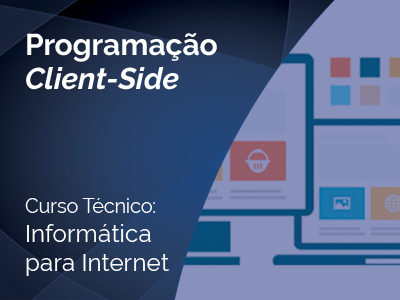 Programação
Client-Side
Curso Técnico:
Informática
para Internet